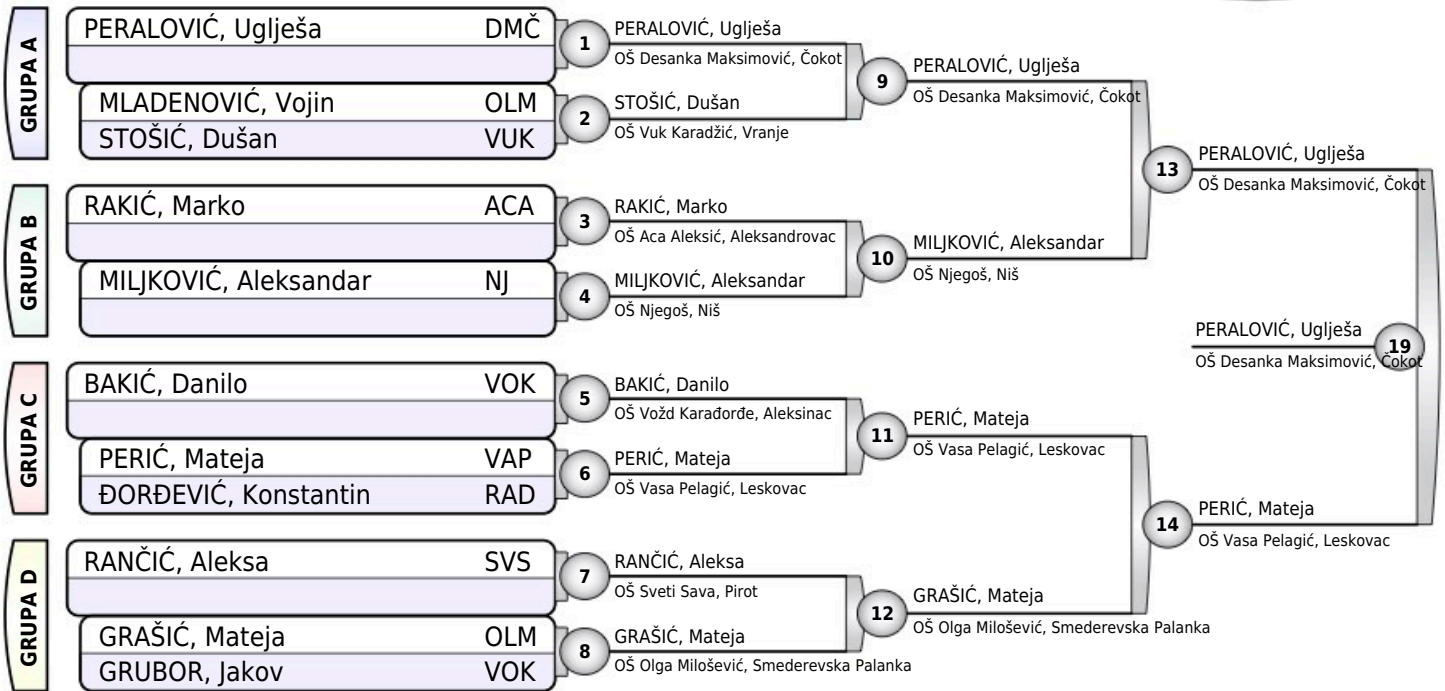 GRUPA A
PERALOVIĆ, Uglješa DMČ
MLADENOVIĆ, Vojin OLM
STOŠIĆ, Dušan VUK
GRUPA B
RAKIĆ, Marko ACA
MILJKOVIĆ, Aleksandar NJ
GRUPA C
BAKIĆ, Danilo VOK
PERIĆ, Mateja VAP
ĐORĐEVIĆ, Konstantin RAD
GRUPA D
RANČIĆ, Aleksa SVS
GRAŠIĆ, Mateja OLM
GRUBOR, Jakov VOK
1
PERALOVIĆ, Uglješa
OŠ Desanka Maksimović, Čokot
2
STOŠIĆ, Dušan
OŠ Vuk Karadžić, Vranje
3
RAKIĆ, Marko
OŠ Aca Aleksić, Aleksandrovac
4
MILJKOVIĆ, Aleksandar
OŠ Njegoš, Niš
5
BAKIĆ, Danilo
OŠ Vožd Karađorđe, Aleksinac
6
PERIĆ, Mateja
OŠ Vasa Pelagić, Leskovac
7
RANČIĆ, Aleksa
OŠ Sveti Sava, Pirot
8
GRAŠIĆ, Mateja
OŠ Olga Milošević, Smederevska Palanka
9
PERALOVIĆ, Uglješa
OŠ Desanka Maksimović, Čokot
10
MILJKOVIĆ, Aleksandar
OŠ Njegoš, Niš
11
PERIĆ, Mateja
OŠ Vasa Pelagić, Leskovac
12
GRAŠIĆ, Mateja
OŠ Olga Milošević, Smederevska Palanka
13
PERALOVIĆ, Uglješa
OŠ Desanka Maksimović, Čokot
14
PERIĆ, Mateja
OŠ Vasa Pelagić, Leskovac
PERALOVIĆ, Uglješa
19
OŠ Desanka Maksimović, Čokot